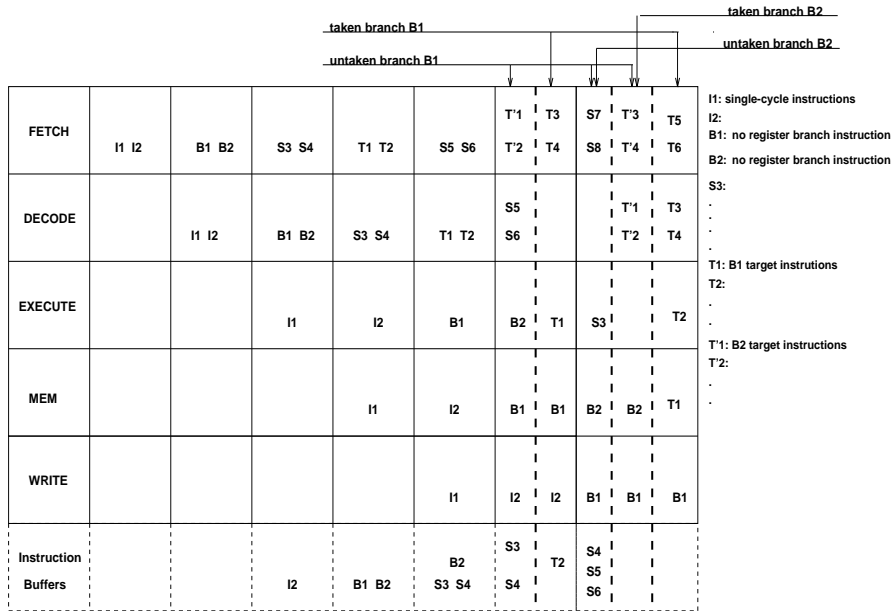 taken branch B2
taken branch B1
untaken branch B2
untaken branch B1
FETCH
I1 I2
B1 B2
S3 S4
T1 T2
S5 S6
T'1
T'2
T3
T4
S7
S8
T'3
T'4
T5
T6
DECODE
I1 I2
B1 B2
S3 S4
T1 T2
S5
S6
T'1
T'2
T3
T4
EXECUTE
I1
I2
B1
B2
T1
S3
T2
MEM
I1
I2
B1
B1
B2
B2
T1
WRITE
I1
I2
I2
B1
B1
B1
Instruction
Buffers
I2
B1 B2
B2
S3 S4
S3
S4
T2
S4
S5
S6
I1: single-cycle instructions
I2:
B1: no register branch instruction
B2: no register branch instruction
S3:
.
.
.
.
T1: B1 target instrutions
T2:
.
.
T'1: B2 target instructions
T'2:
.
.